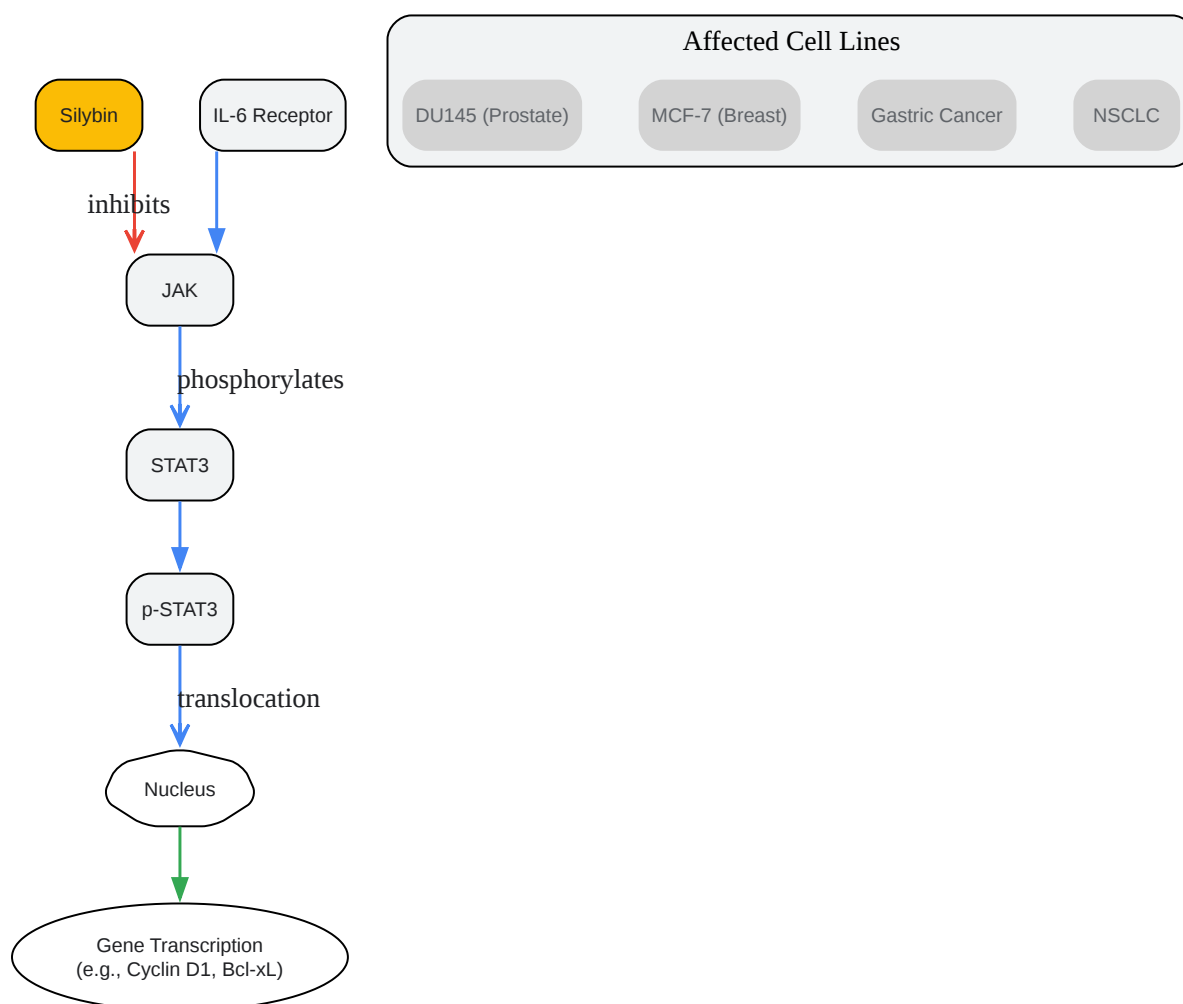 Affected Cell Lines
Silybin
IL-6 Receptor
DU145 (Prostate)
MCF-7 (Breast)
Gastric Cancer
NSCLC
inhibits
JAK
phosphorylates
STAT3
p-STAT3
translocation
Nucleus
Gene Transcription
(e.g., Cyclin D1, Bcl-xL)